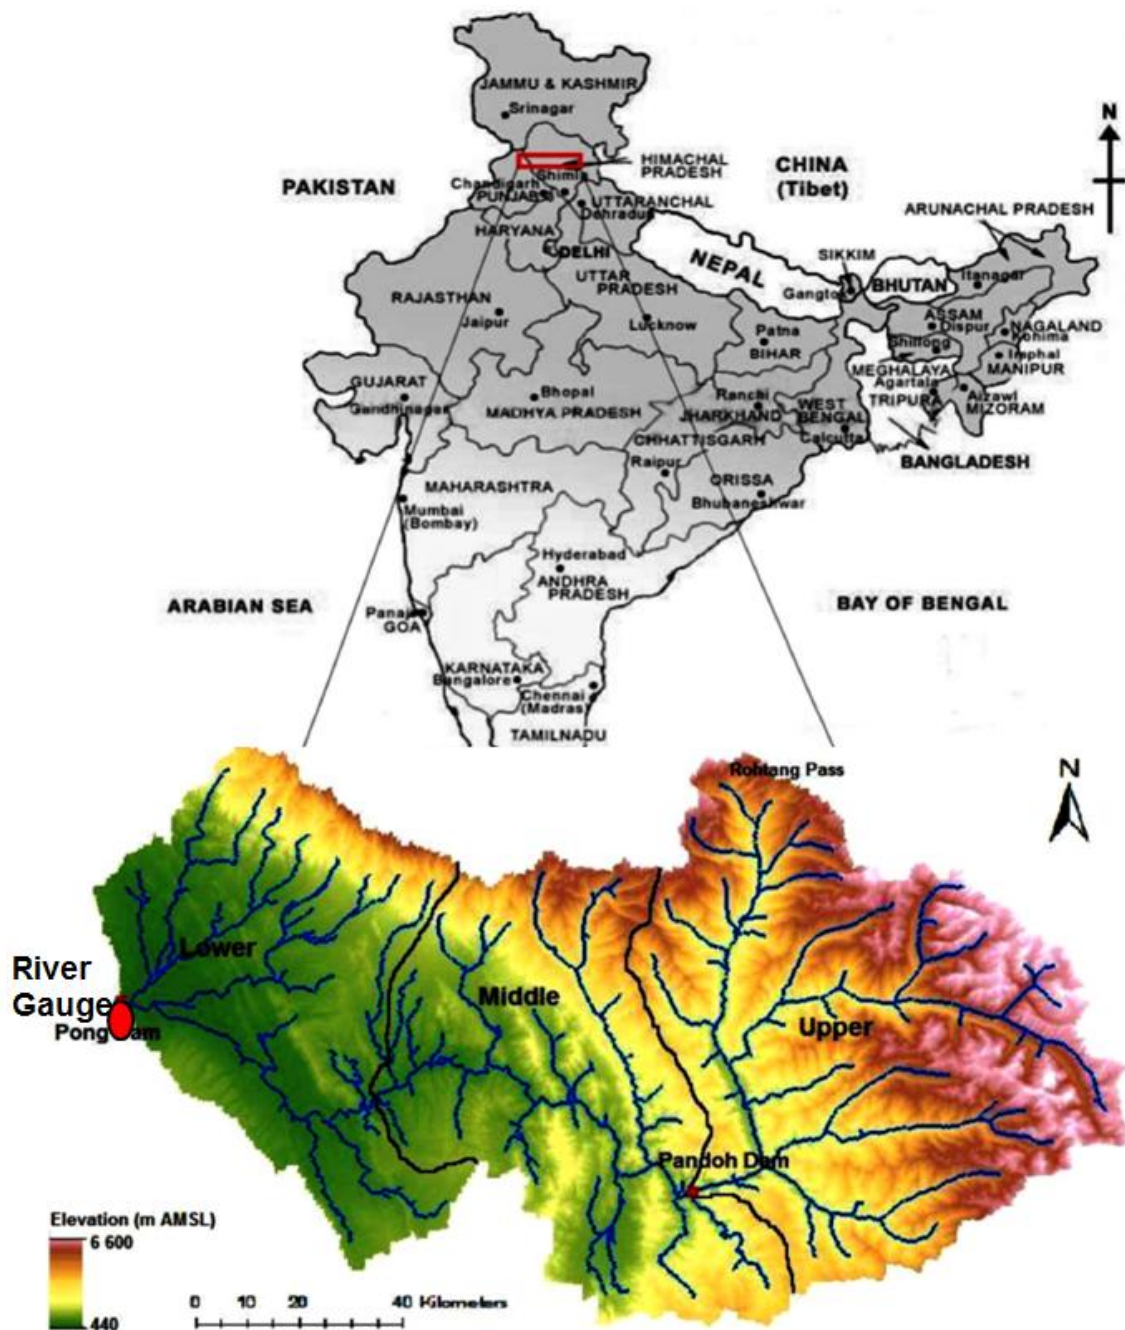 JAMMU & KASHMIR
Srinagar
N
HIMACHAL
PRADESH
CHINA
(Tibet)
PAKISTAN
Shimla
Chandigarh
PUNJAB
UTTARANCHAL
Dehradun
ARUNACHAL PRADESH
HARYANA
DELHI
SIKKIM
NEPAL
UTTAR
PRADESH
Gangto
BHUTAN
Itanagar
RAJASTHAN
Jaipur
Lucknow
Patna
BIHAR
ASSAM
Dispur
NAGALAND
Kohima
Shillong
Imphal
MEGHALAYA
MANIPUR
Agartala
TRIPURA
Aizawl
MIZORAM
GUJARAT
Gandhinagar
Bhopal
MADHYA PRADESH
Ranchi
JHARKHAND
WEST
BENGAL
Calcutta
CHHATTISGARH
Raipur
BANGLADESH
MAHARASHTRA
ORISSA
Bhubaneshwar
Mumbai
(Bombay)
Hyderabad
ANDHRA
PRADESH
ARABIAN SEA
BAY OF BENGAL
Panaji
GOA
KARNATAKA
Bangalore
Chennai
(Madras)
TAMILNADU
Rohtang Pass
N
Lower
River
Gauge
Middle
Upper
Pong Dam
Pandoh Dam
Elevation (m AMSL)
6 600
440
0 10 20 40 Kilometers